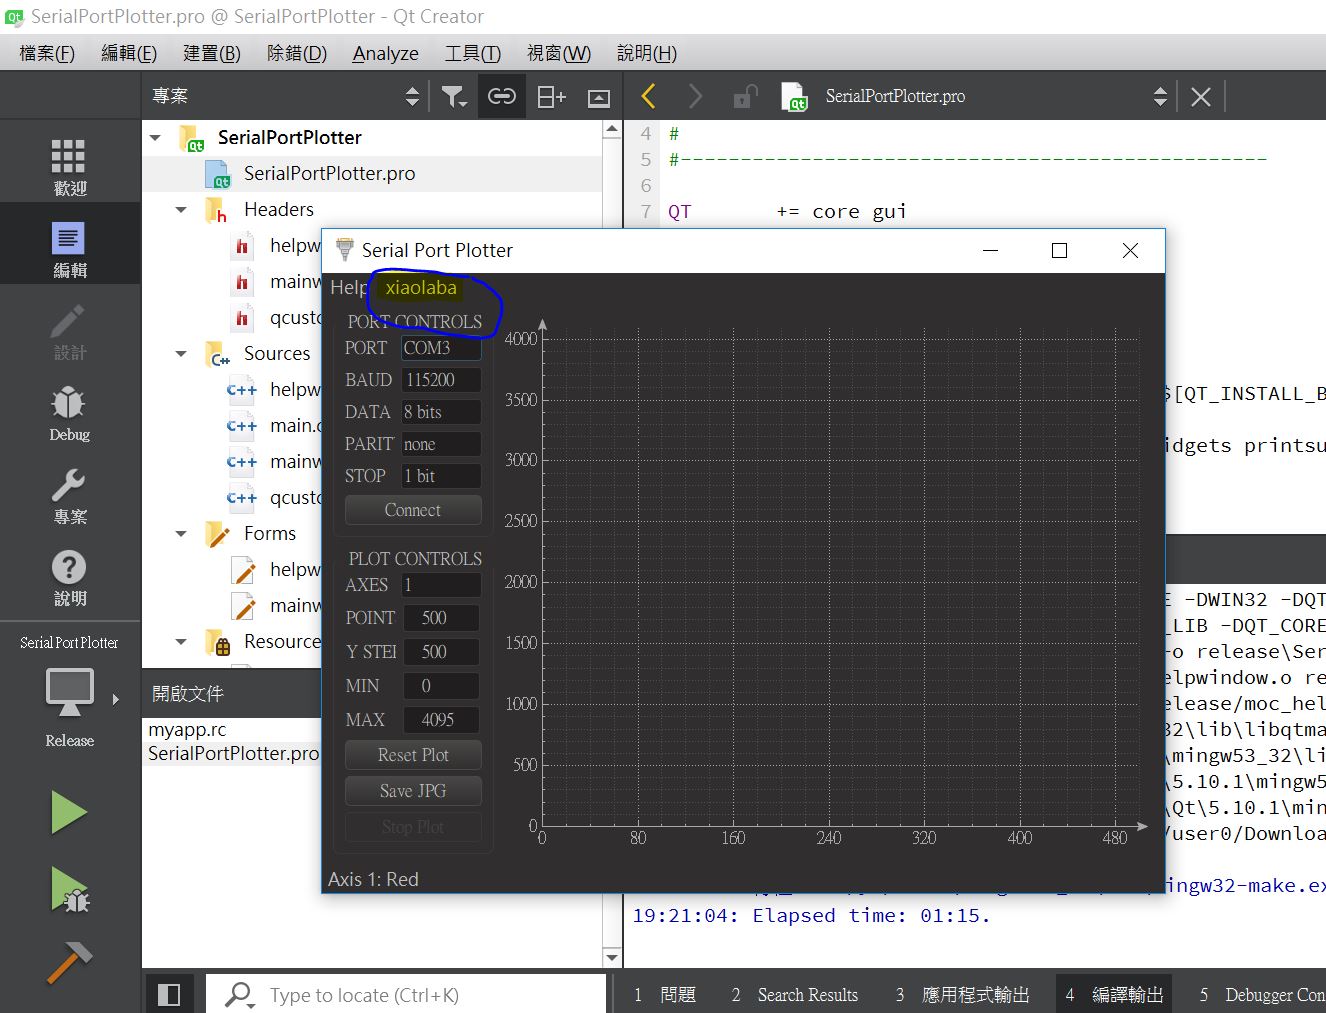 SerialPortPlotter.pro @ SerialPortPlotter - Qt Creator
檔案(F) 編輯(E) 建置(B) 除錯(D) Analyze 工具(T) 視窗(W) 說明(H)
專案
SerialPortPlotter.pro
歡迎
編輯
設計
Debug
專案
說明
SerialPortPlotter
Release
SerialPortPlotter
SerialPortPlotter.pro
Headers
helpw
mainw
qcusto
Sources
helpw
main.c
mainw
qcusto
Forms
helpw
mainw
Resource
開啟文件
myapp.rc
SerialPortPlotter.pro
4 #
5 #-------------------------------------------------
6
7 QT += core gui
$[QT_INSTALL_B
idgets printsu
Serial Port Plotter
Help xiaolaba
PORT CONTROLS
PORT COM3
BAUD 115200
DATA 8 bits
PARIT none
STOP 1 bit
Connect
PLOT CONTROLS
AXES 1
POINT 500
Y STEI 500
MIN 0
MAX 4095
Reset Plot
Save JPG
Stop Plot
4000
3500
3000
2500
2000
1500
1000
500
0
0 80 160 240 320 400 480
Axis 1: Red
E -DWIN32 -DQT
_LIB -DQT_CORE
-o release\Ser
elpwindow.o re
elease/moc_hel
32\lib\libqtma
\mingw53_32\li
\5.10.1\mingw5
\Qt\5.10.1\min
/user0/Downloa
ingw32-make.ex
19:21:04: Elapsed time: 01:15.
Type to locate (Ctrl+K)
1 問題 2 Search Results 3 應用程式輸出 4 編譯輸出 5 Debugger Con